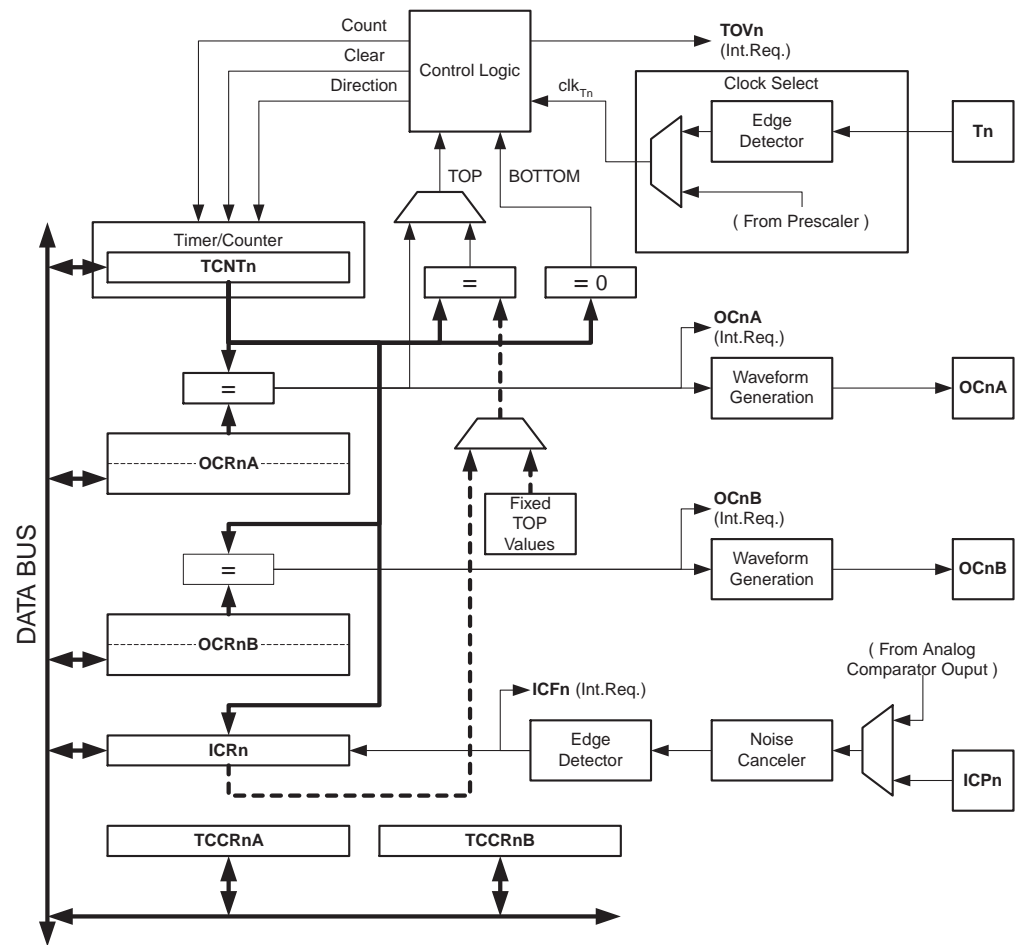 Count
Clear
Direction
Control Logic
TOVn
(Int.Req.)
clkTn
Clock Select
Edge
Detector
Tn
( From Prescaler )
TOP
BOTTOM
Timer/Counter
TCNTn
=
= 0
OCnA
(Int.Req.)
=
Waveform
Generation
OCnA
OCRnA
Fixed
TOP
Values
OCnB
(Int.Req.)
=
Waveform
Generation
OCnB
OCRnB
DATA BUS
( From Analog
Comparator Ouput )
ICFn (Int.Req.)
ICRn
Edge
Detector
Noise
Canceler
ICPn
TCCRnA
TCCRnB